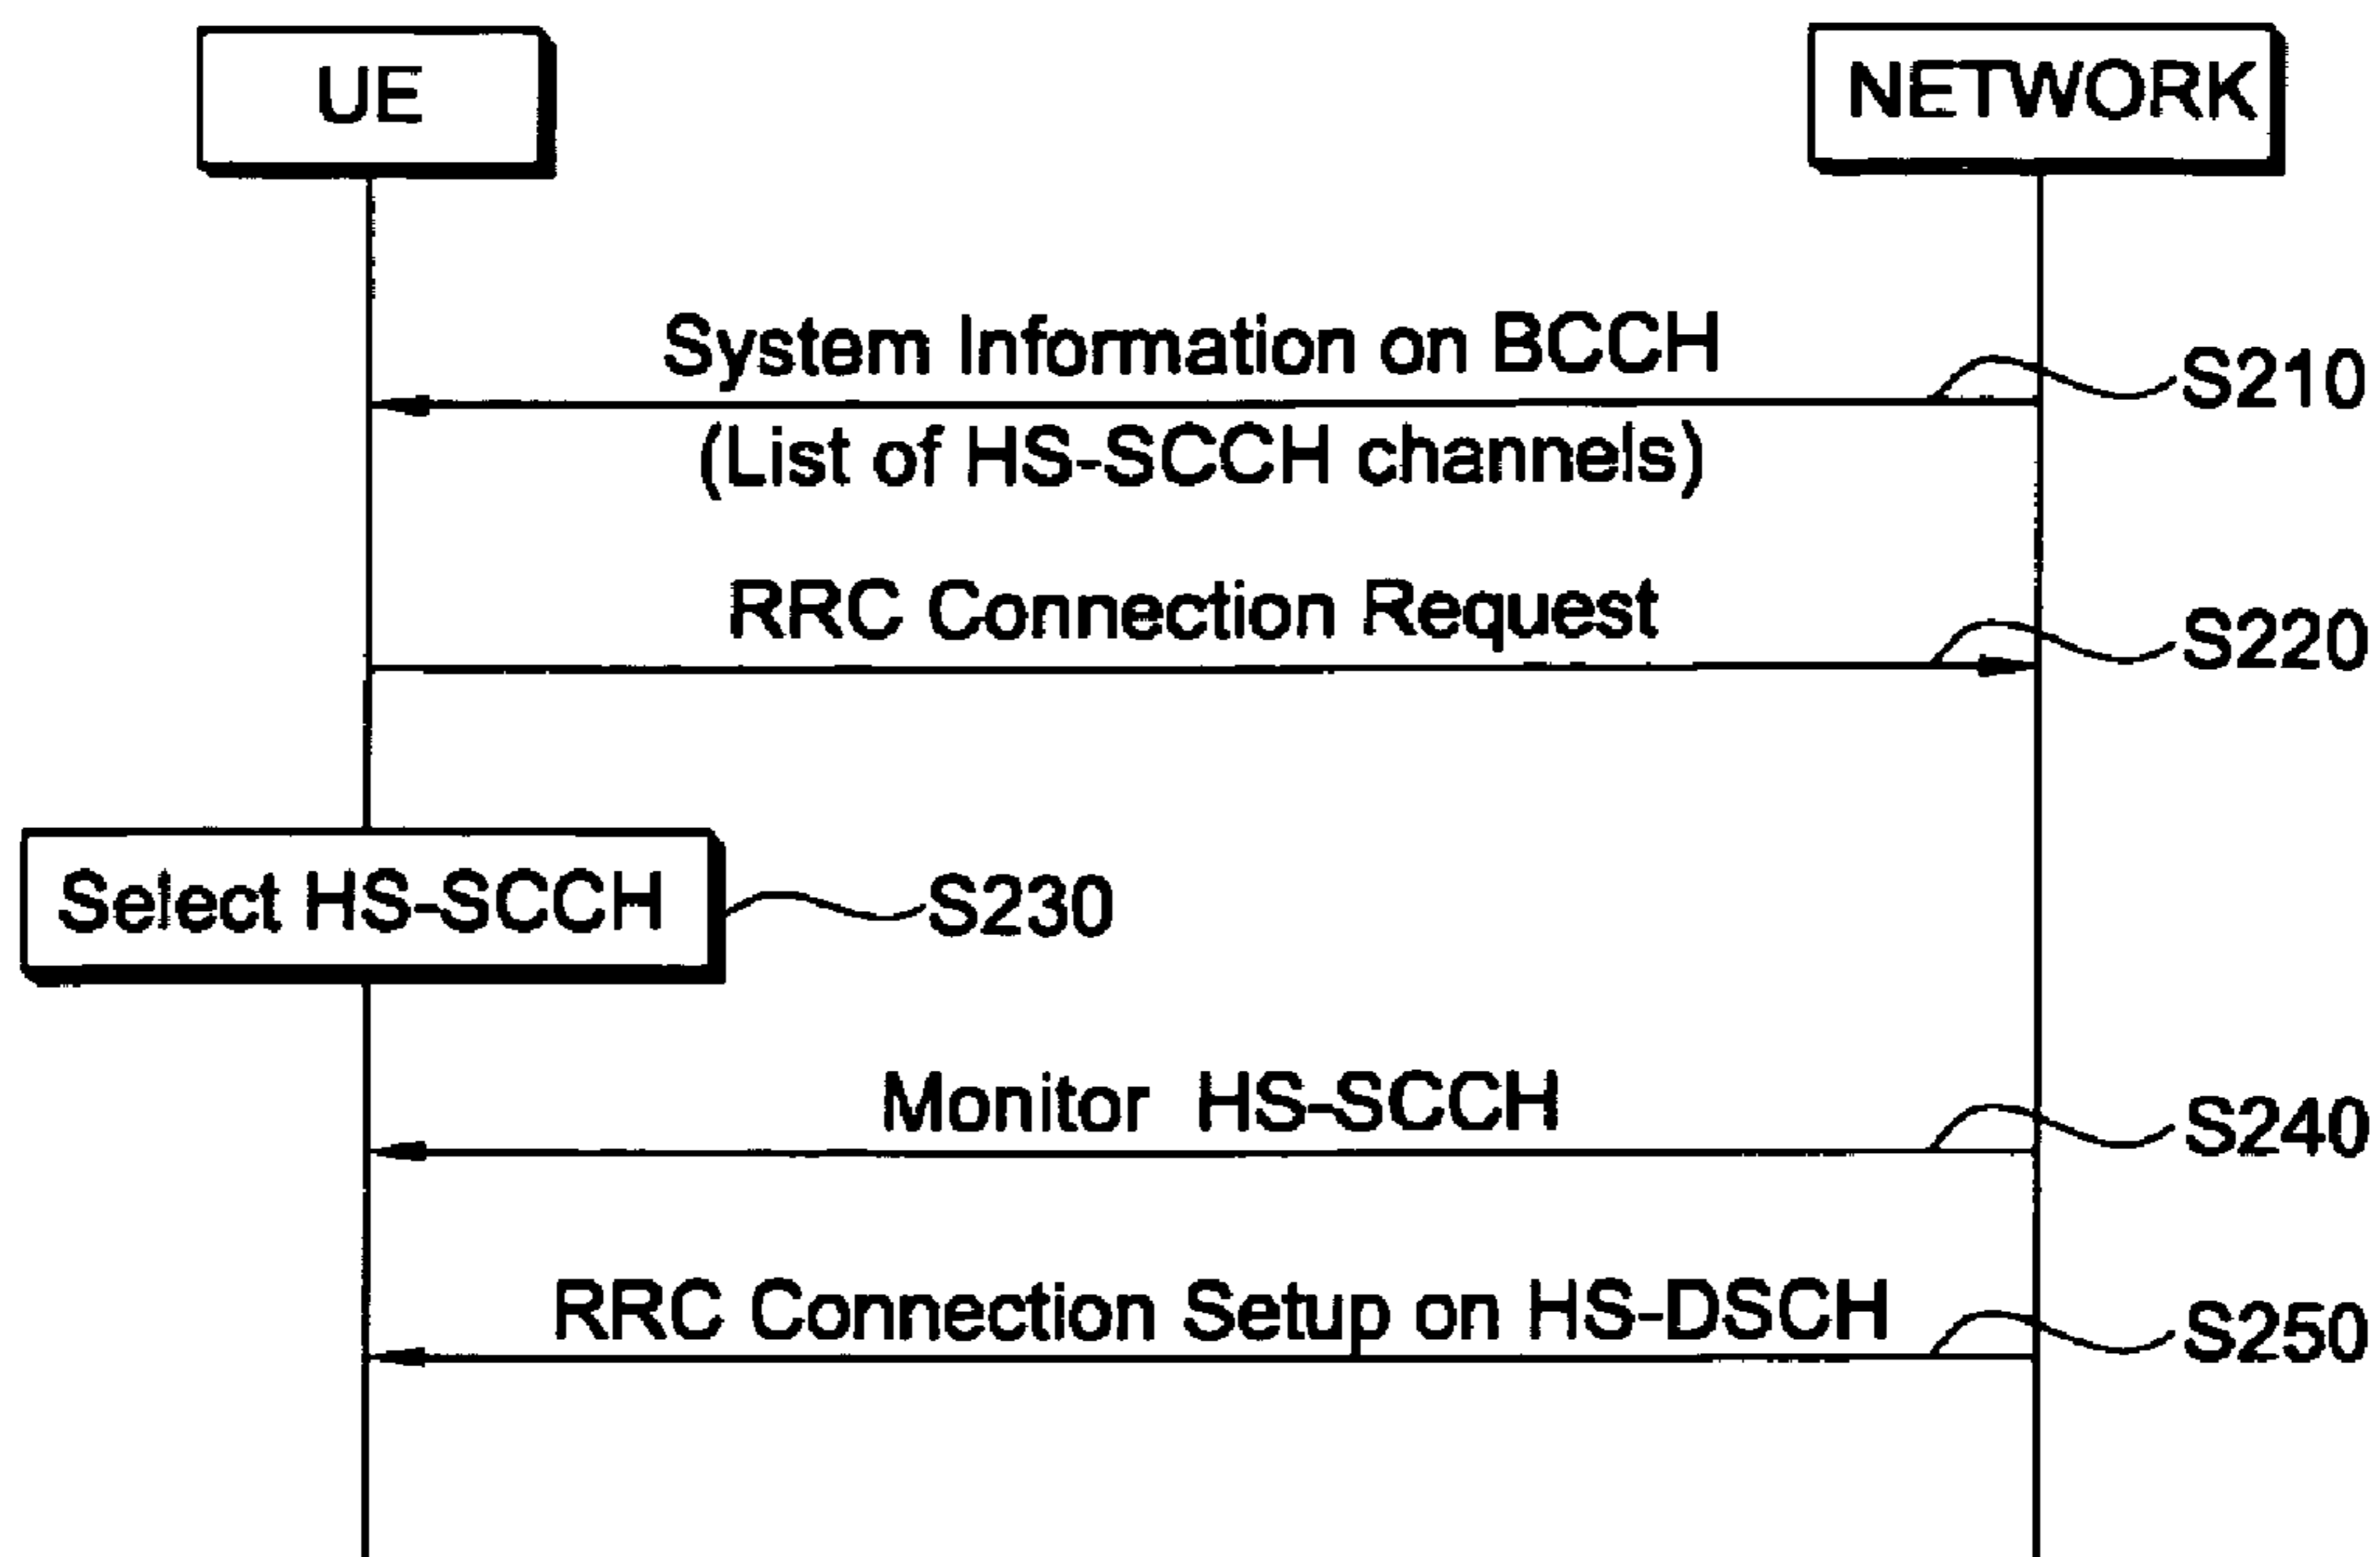 UE
NETWORK
System Information on BCCH
S210
(List of HS-SCCH channels)
RRC Connection Request
S220
Select HS-SCCH
S230
Monitor HS-SCCH
S240
RRC Connection Setup on HS-DSCH
S250